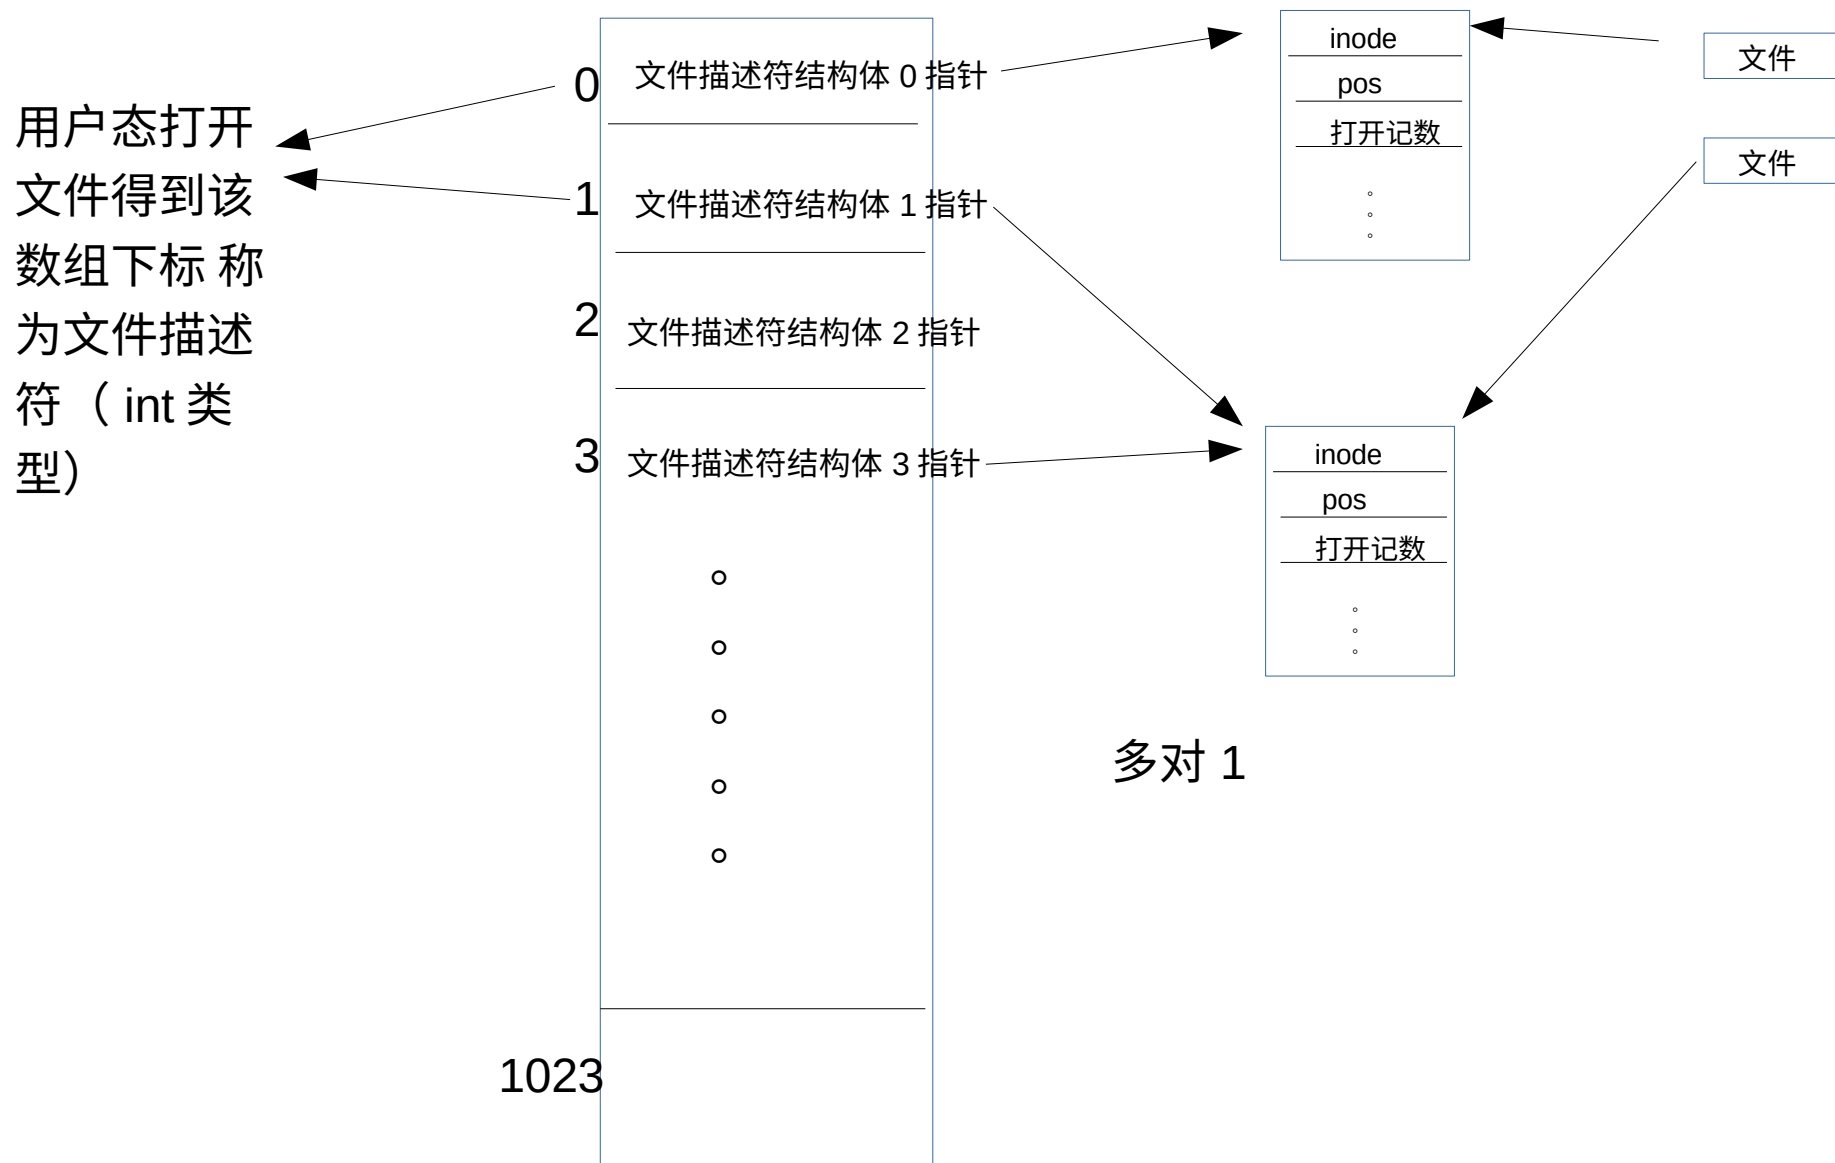 用户态打开
文件得到该
数组下标 称
为文件描述
符（ int 类
型）
0
文件描述符结构体 0 指针
1
文件描述符结构体 1 指针
2
文件描述符结构体 2 指针
3
文件描述符结构体 3 指针
。
。
。
。
。
1023
inode
pos
打开记数
。
。
。
文件
文件
inode
pos
打开记数
。
。
。
多对 1